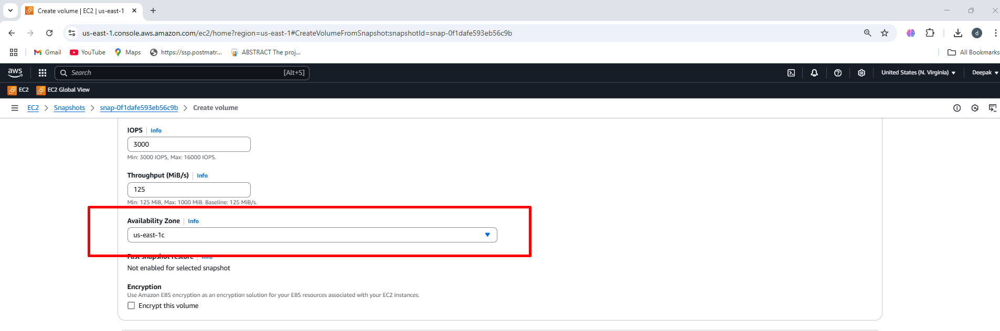 Create volume | EC2 | us-east-1
us-east-1.console.aws.amazon.com/ec2/home?region=us-east-1#CreateVolumeFromSnapshot:snapshotId=snap-0f1dafe593eb56c9b
d
Gmail YouTube Maps https://ssp.postmatr... ABSTRACT The proj... All Bookmarks
aws Search [Alt+S] United States (N. Virginia) Deepak
EC2 EC2 Global View
EC2 > Snapshots > snap-0f1dafe593eb56c9b > Create volume
IOPS | Info
3000
Min: 3000 IOPS, Max: 16000 IOPS.
Throughput (MiB/s) | Info
125
Min: 125 MiB, Max: 1000 MiB. Baseline: 125 MiB/s.
Availability Zone | Info
us-east-1c
Fast snapshot restore | Info
Not enabled for selected snapshot
Encryption
Use Amazon EBS encryption as an encryption solution for your EBS resources associated with your EC2 instances.
Encrypt this volume